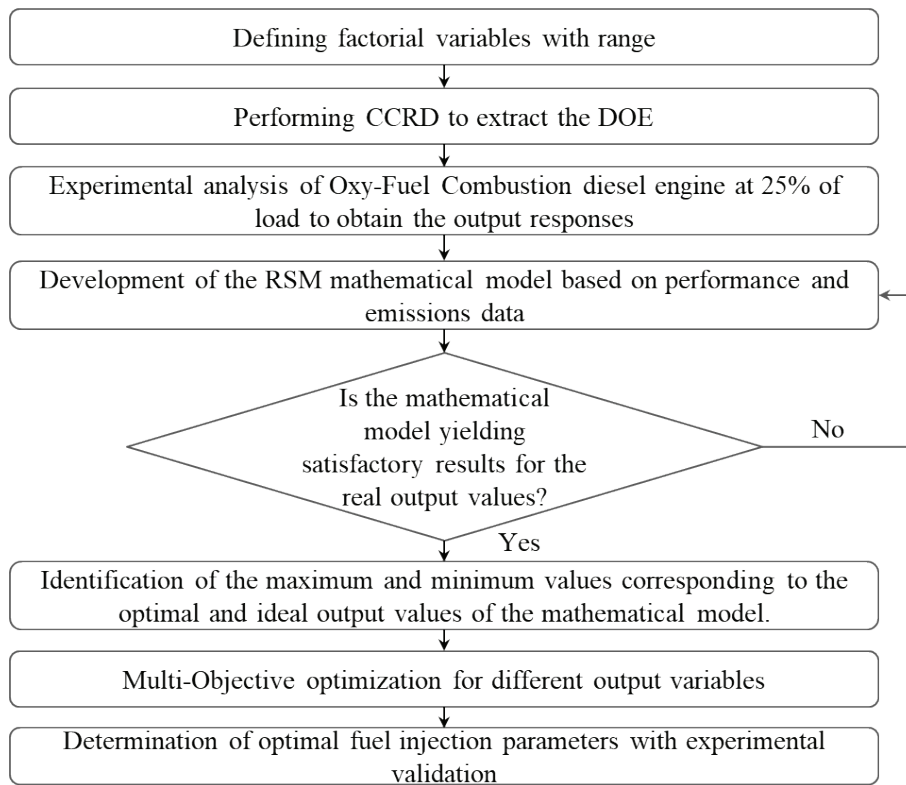 Defining factorial variables with range
Performing CCRD to extract the DOE
Experimental analysis of Oxy-Fuel Combustion diesel engine at 25% of
load to obtain the output responses
Development of the RSM mathematical model based on performance and
emissions data
Is the mathematical
model yielding
satisfactory results for the
real output values?
No
Yes
Identification of the maximum and minimum values corresponding to the
optimal and ideal output values of the mathematical model.
Multi-Objective optimization for different output variables
Determination of optimal fuel injection parameters with experimental
validation